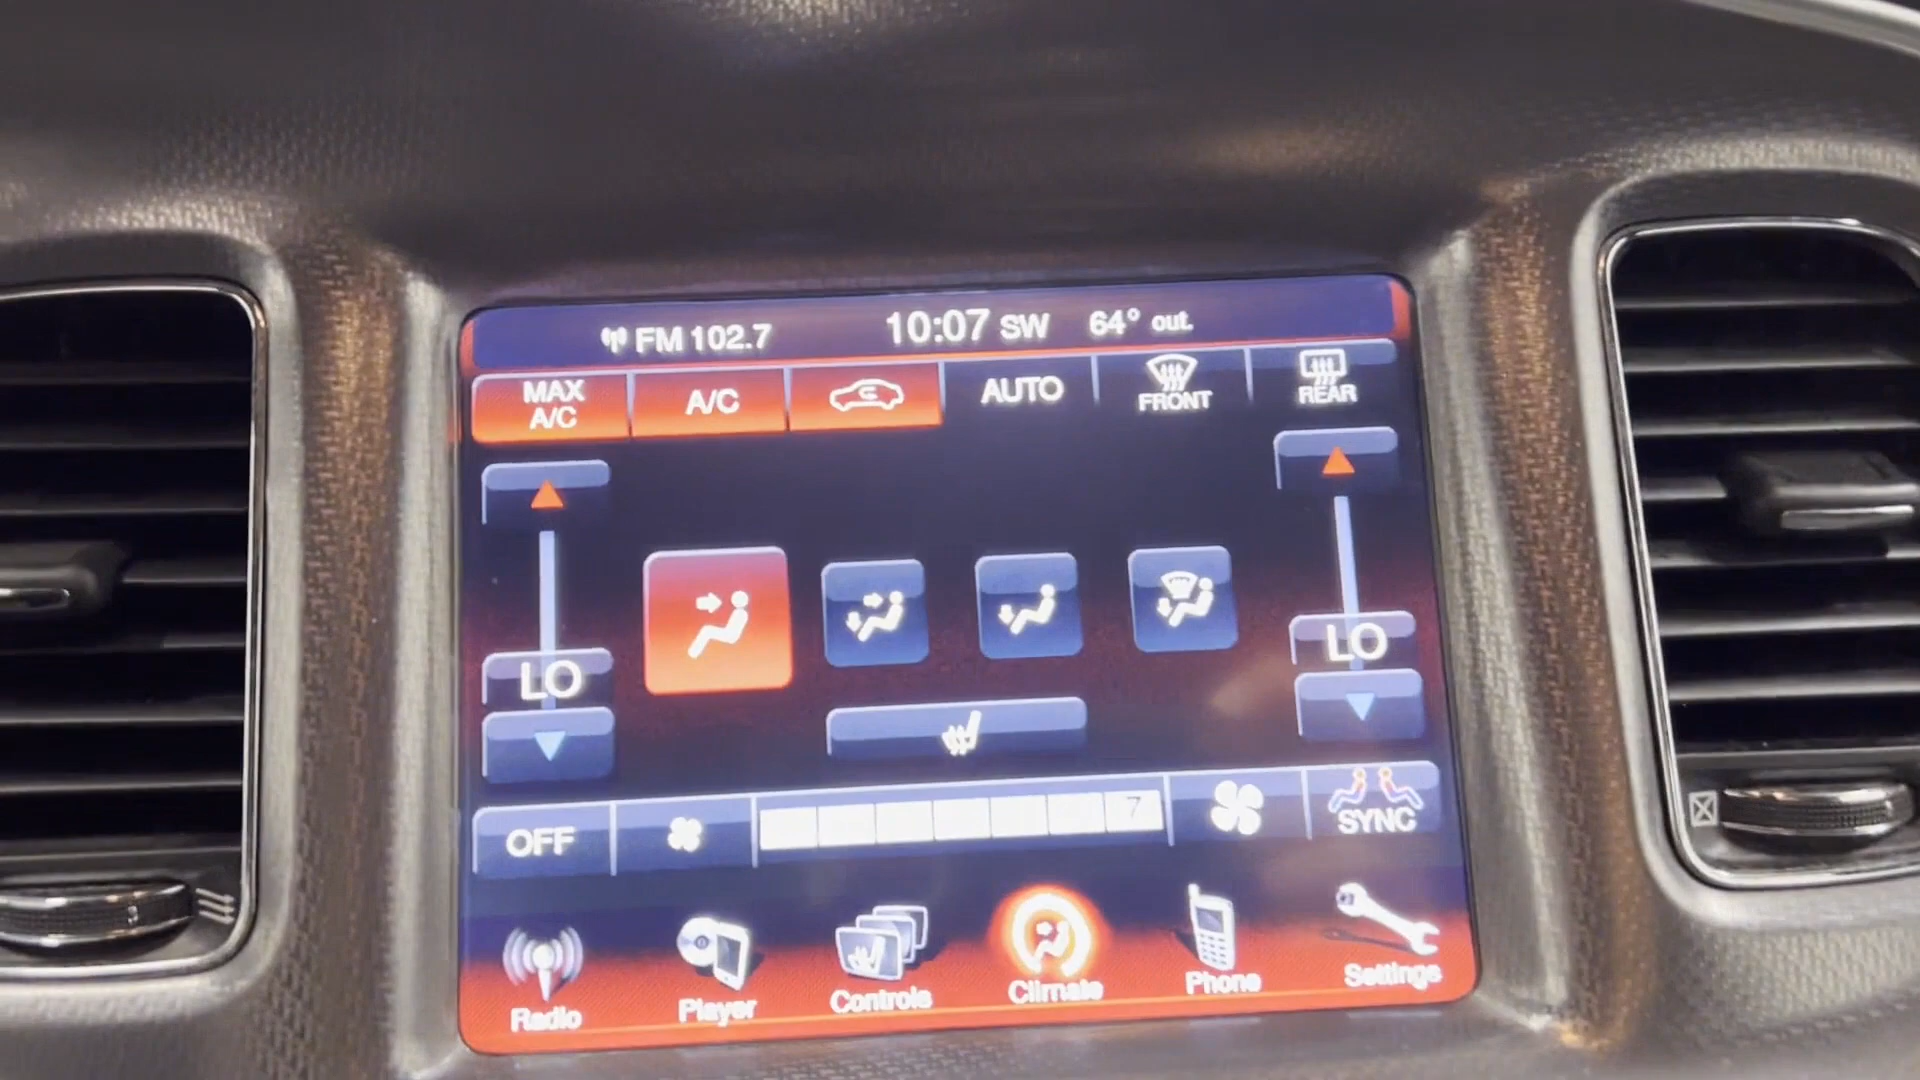 FM 102.7 10:07 SW 64° out.
MAX A/C
A/C
AUTO
FRONT
REAR
LO
LO
OFF
7
SYNC
Radio
Player
Controls
Climate
Phone
Settings